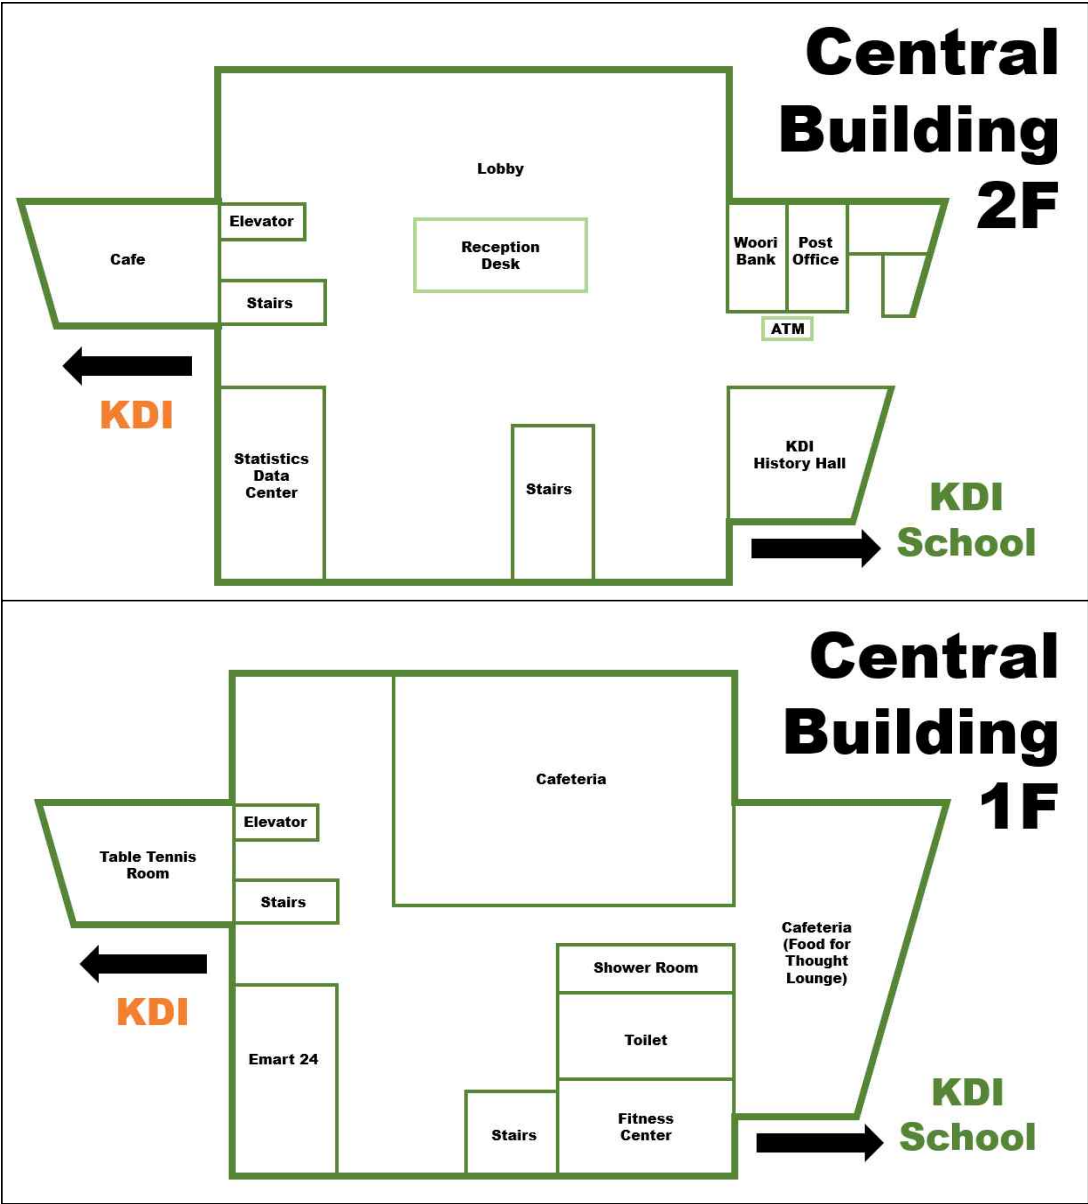 Central
Building
2F
Lobby
Elevator
Cafe
Reception
Desk
Woori
Bank
Post
Office
Stairs
ATM
KDI
Statistics
Data
Center
Stairs
KDI
History Hall
KDI
School
Central
Building
1F
Cafeteria
Elevator
Table Tennis
Room
Stairs
Cafeteria
(Food for
Thought
Lounge)
Shower Room
KDI
Emart 24
Toilet
Stairs
Fitness
Center
KDI
School